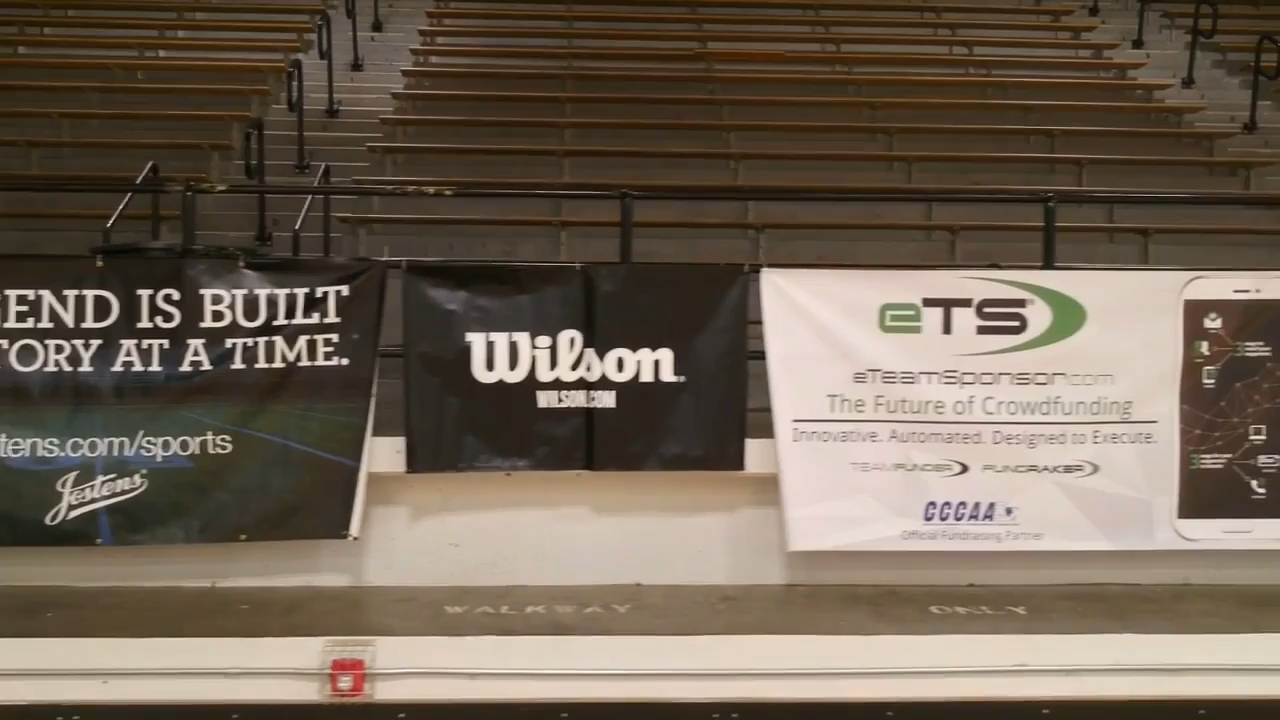 END IS BUILT
TORY AT A TIME.
tens.com/sports
Jostens
Wilson
WILSON.COM
eTS
eTeamSponsor.com
The Future of Crowdfunding
Innovative. Automated. Designed to Execute.
TEAMFUNDER FUNDRAKER
CCCAA
Official Fundraising Partner
WALKWAY ONLY